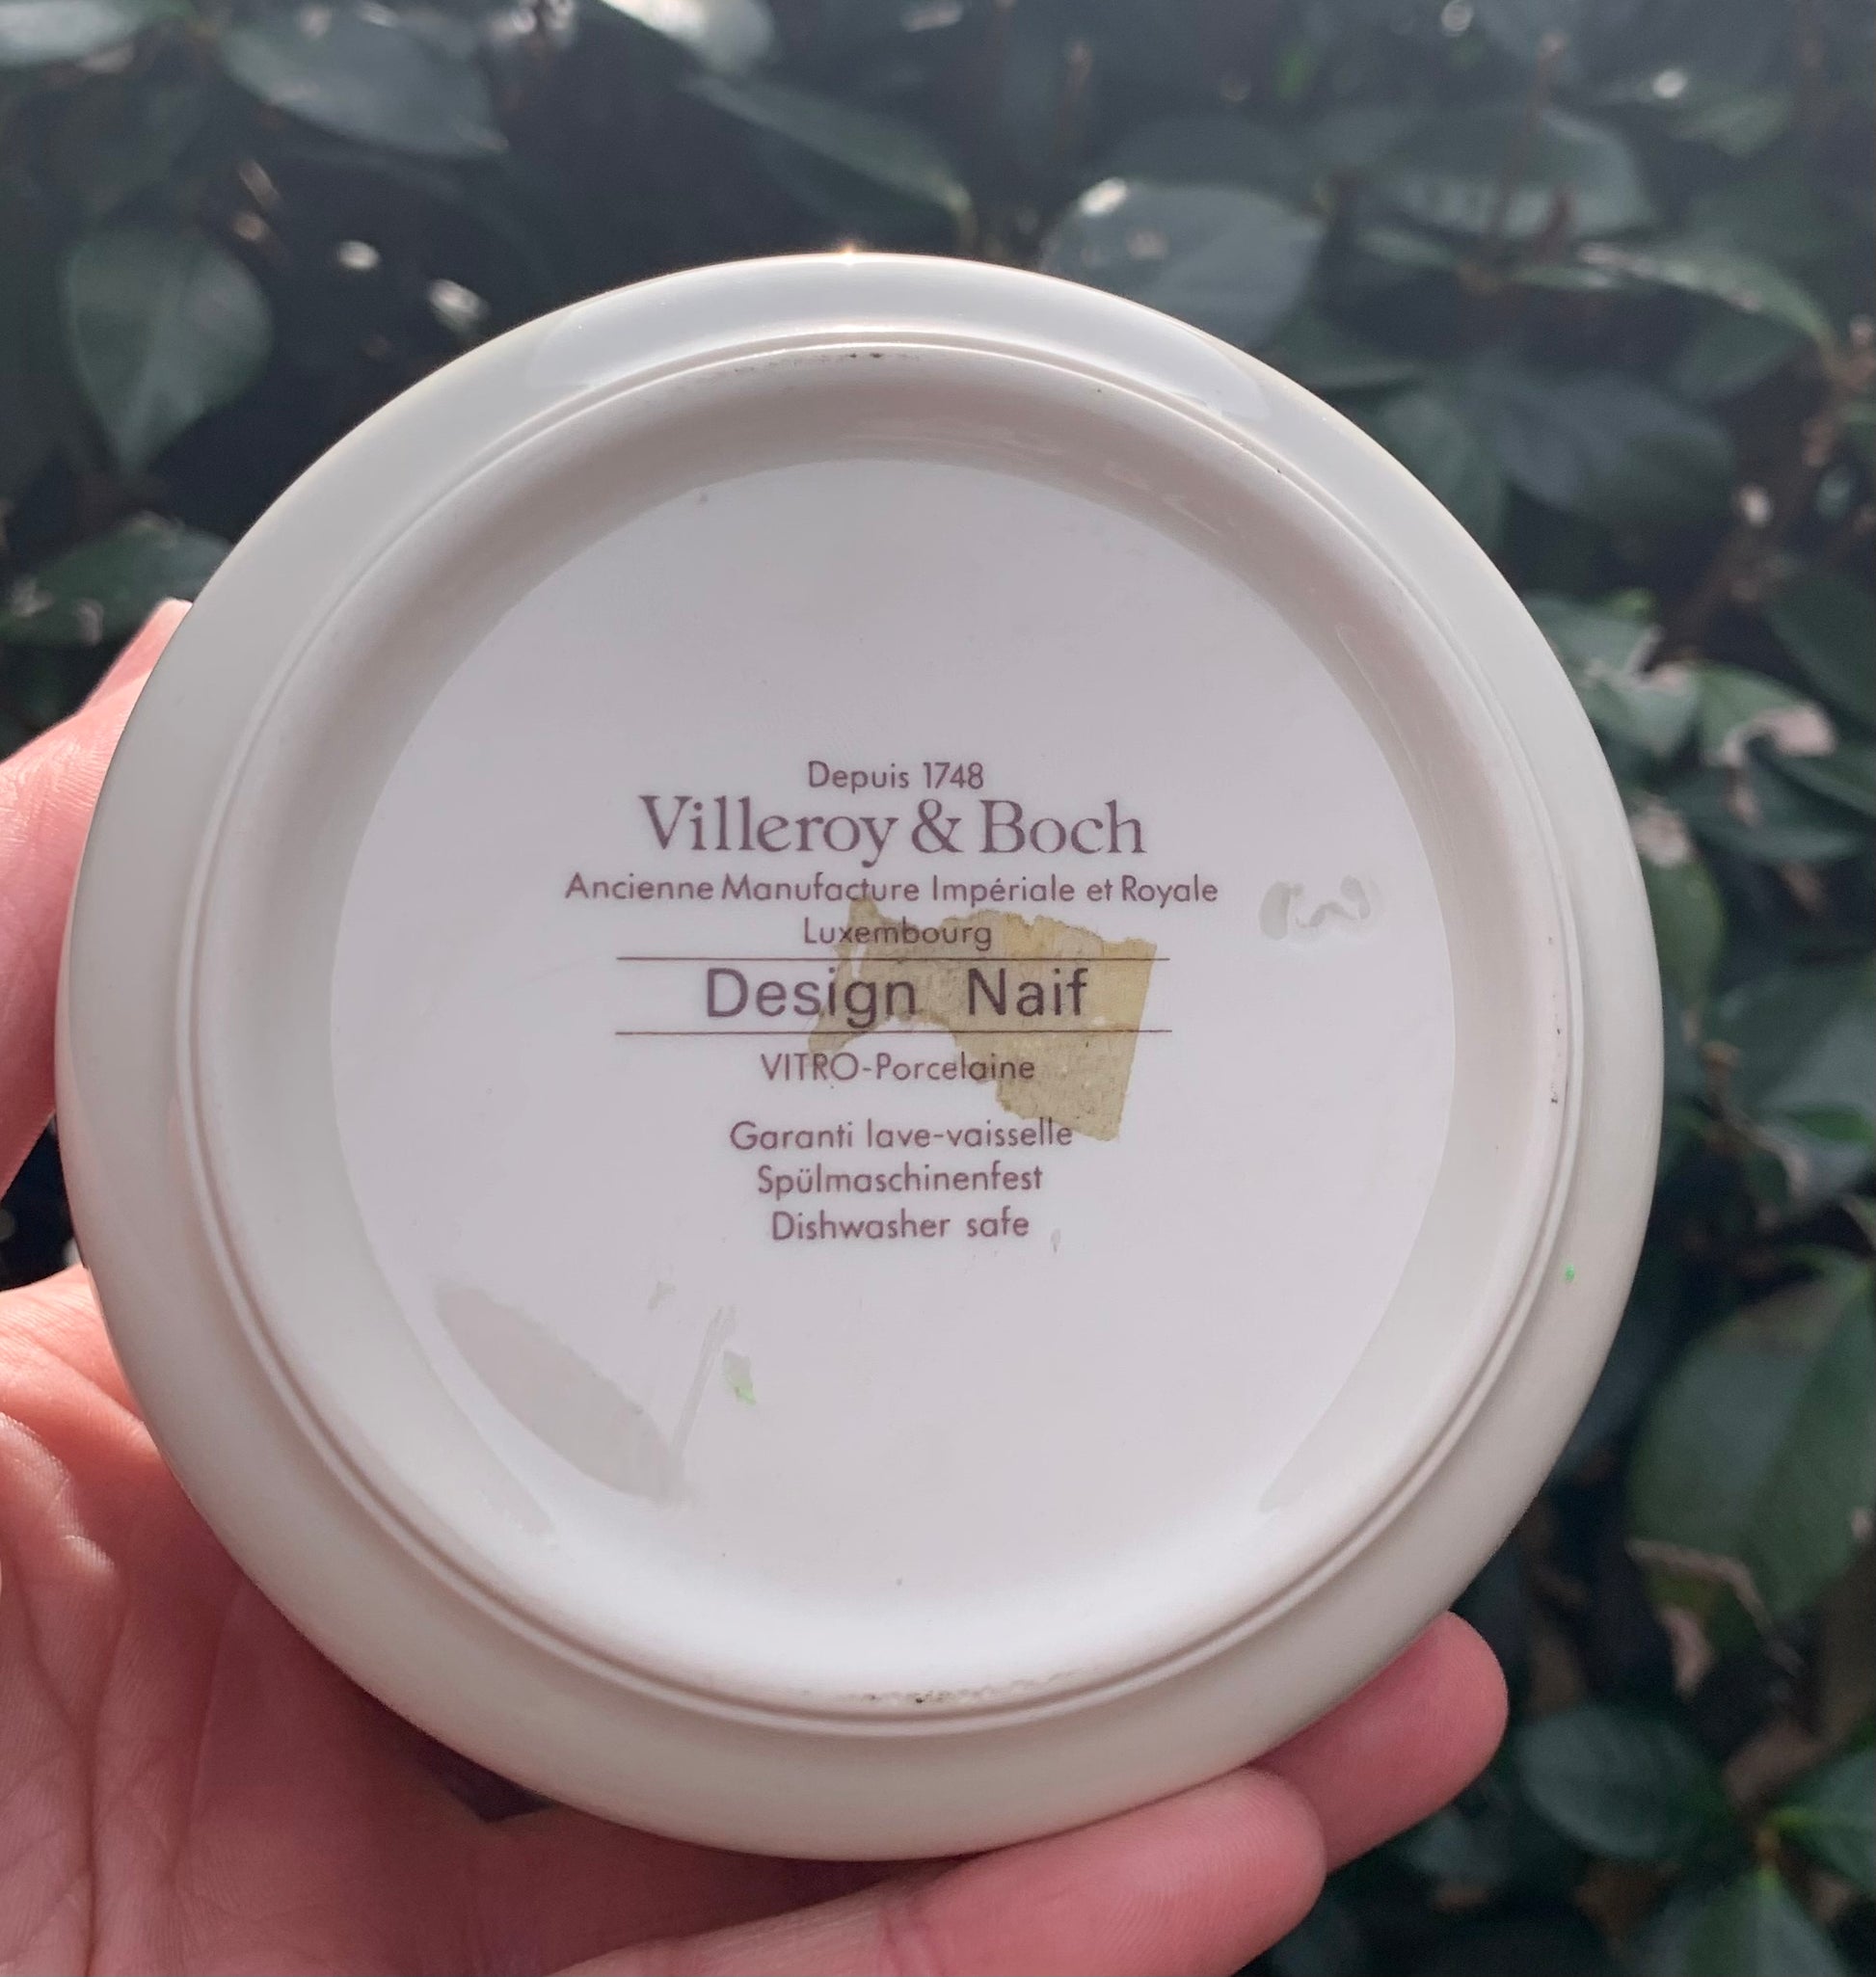 Depuis 1748
Villeroy & Boch
Ancienne Manufacture Impériale et Royale
Luxembourg
Design Naif
VITRO-Porcelaine
Garanti lave-vaisselle
Spülmaschinenfest
Dishwasher safe